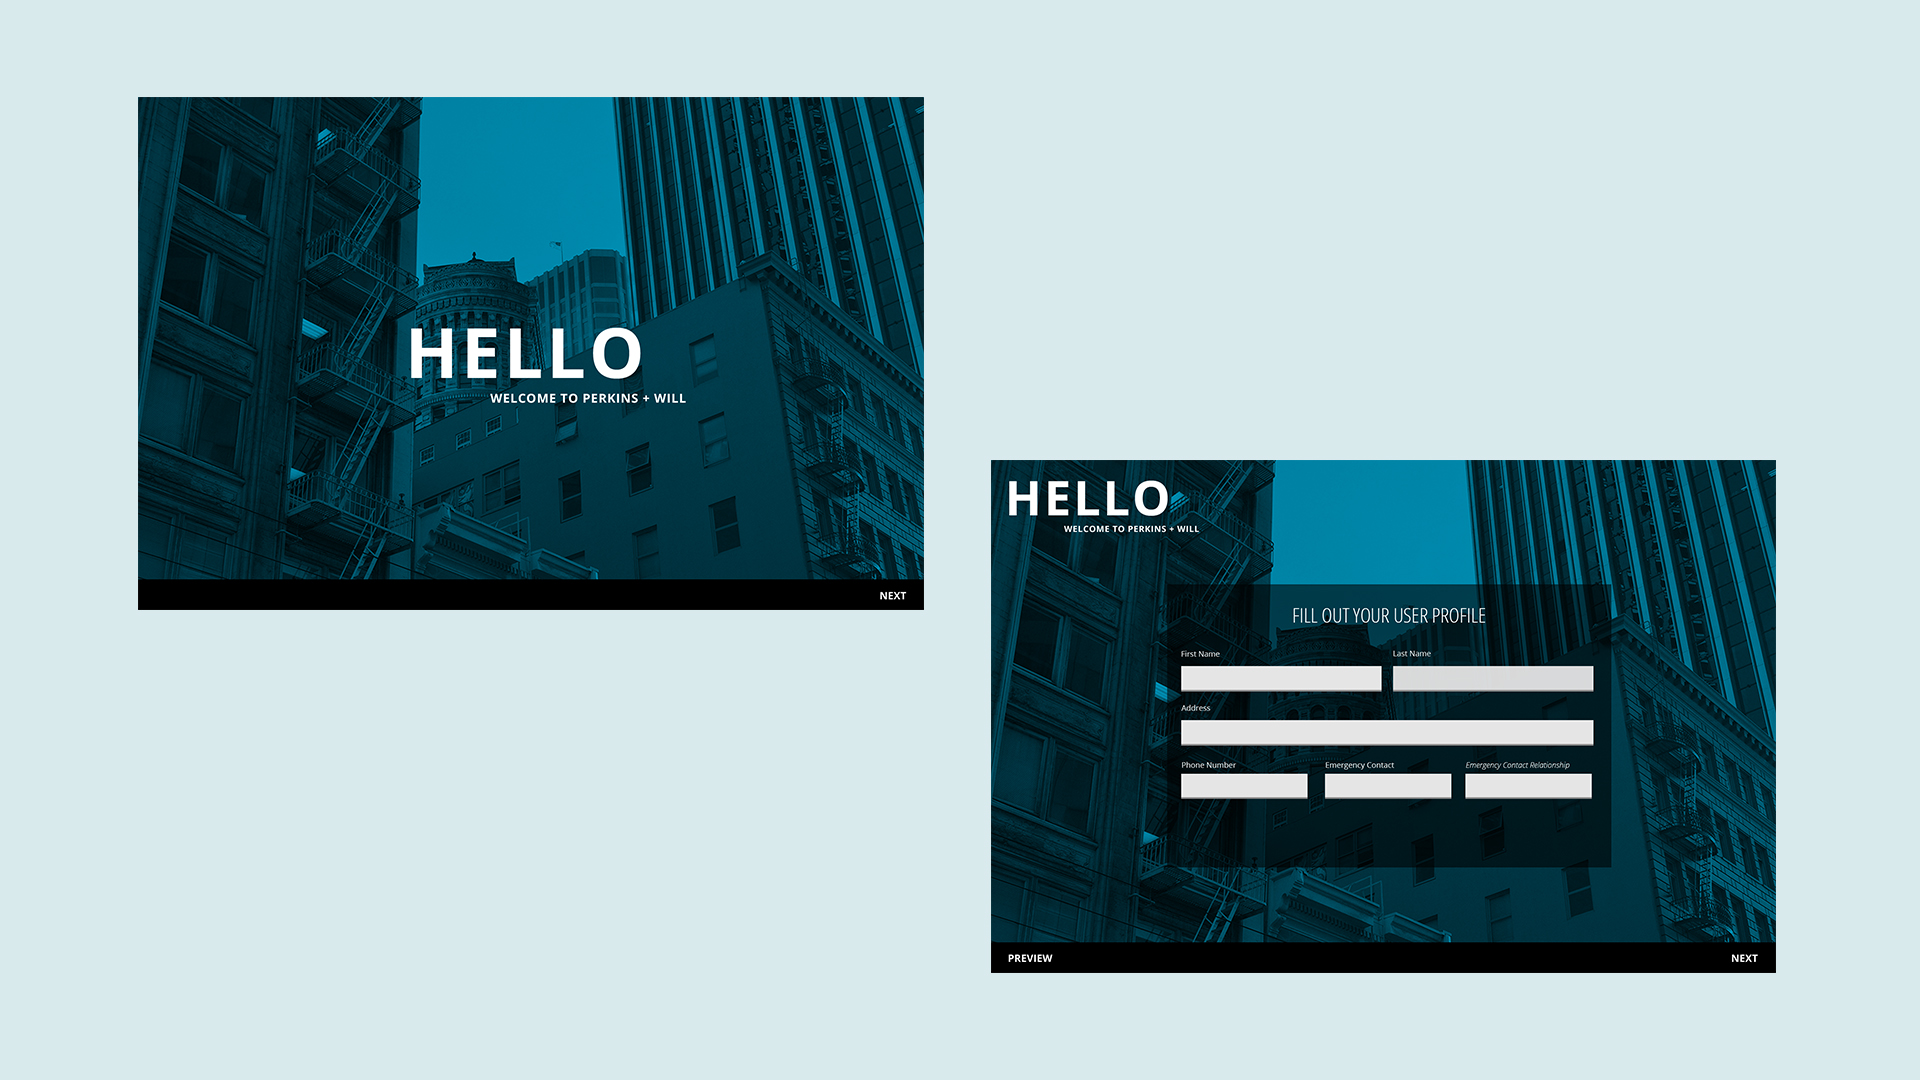 HELLO
WELCOME TO PERKINS + WILL
NEXT
HELLO
WELCOME TO PERKINS + WILL
FILL OUT YOUR USER PROFILE
First Name Last Name
Address
Phone Number Emergency Contact Emergency Contact Relationship
PREVIEW NEXT